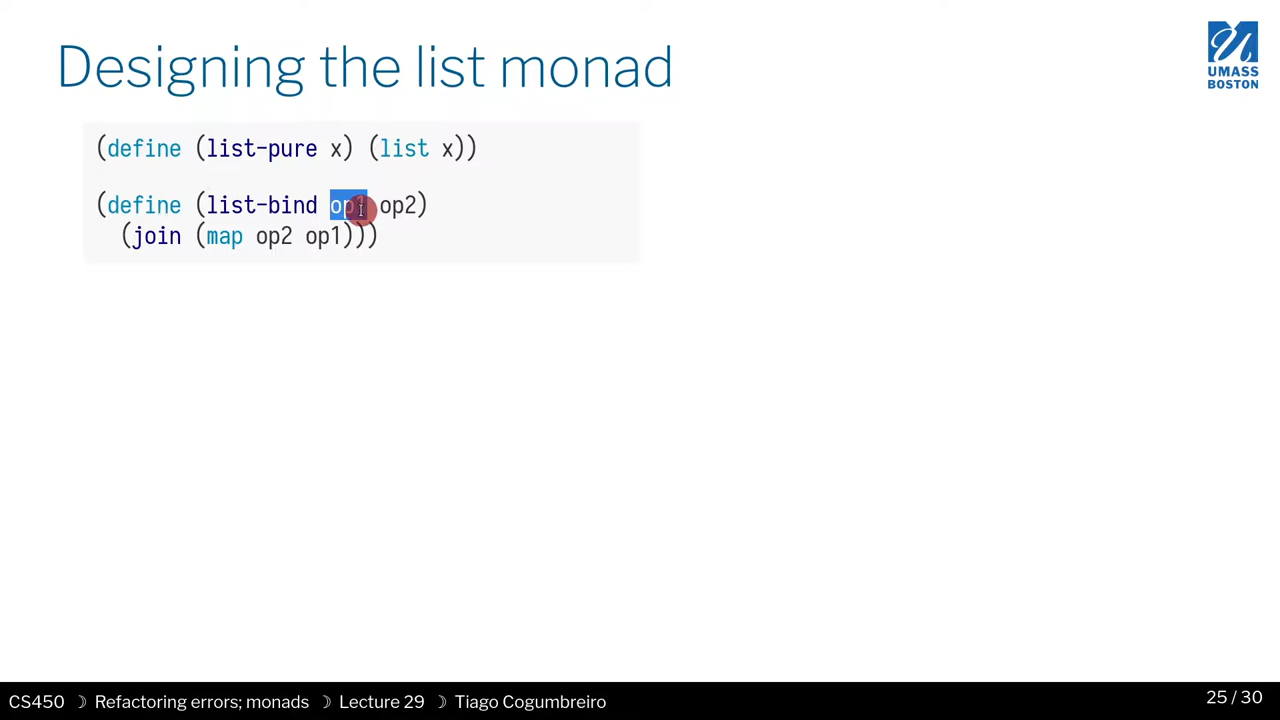 Designing the list monad
UMASS
BOSTON
(define (list-pure x) (list x))
(define (list-bind op1 op2)
(join (map op2 op1)))
CS450 ☽ Refactoring errors; monads ☽ Lecture 29 ☽ Tiago Cogumbreiro
25 / 30